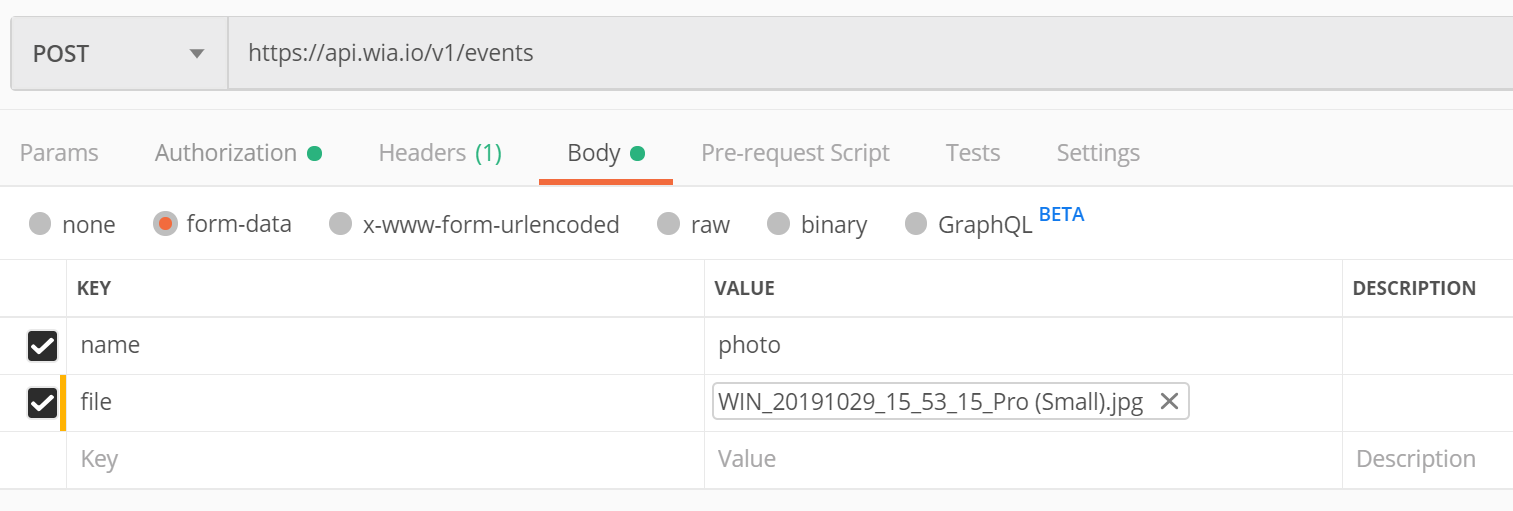 POST https://api.wia.io/v1/events
Params Authorization Headers (1) Body Pre-request Script Tests Settings
none form-data x-www-form-urlencoded raw binary GraphQL BETA
KEY VALUE DESCRIPTION
name photo
file WIN_20191029_15_53_15_Pro (Small).jpg
Key Value Description